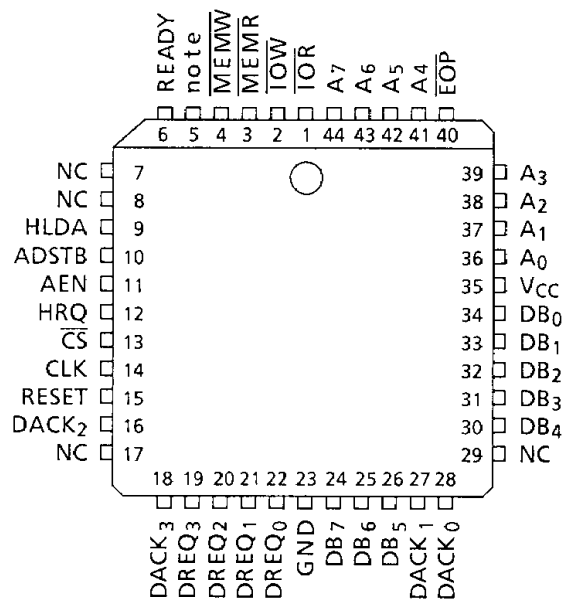 READY note MEMW MEMR IOW IOR A7 A6 A5 A4 EOP
6 5 4 3 2 1 44 43 42 41 40
NC 7 39 A3
NC 8 38 A2
HLDA 9 37 A1
ADSTB 10 36 A0
AEN 11 35 VCC
HRQ 12 34 DB0
CS 13 33 DB1
CLK 14 32 DB2
RESET 15 31 DB3
DACK2 16 30 DB4
NC 17 29 NC
18 19 20 21 22 23 24 25 26 27 28
DACK3 DREQ3 DREQ2 DREQ1 DREQ0 GND DB7 DB6 DB5 DACK1 DACK0